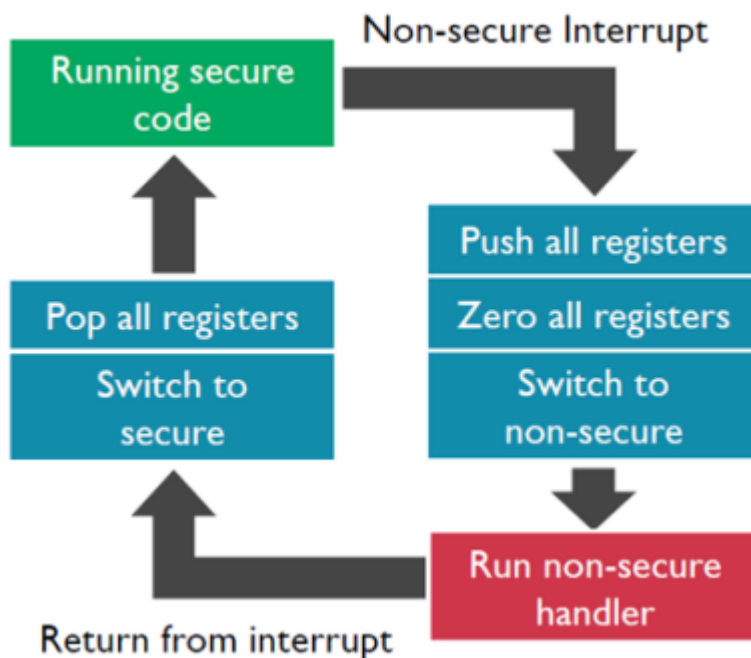 Non-secure Interrupt
Running secure
code
Push all registers
Zero all registers
Switch to
non-secure
Run non-secure
handler
Return from interrupt
Switch to
secure
Pop all registers